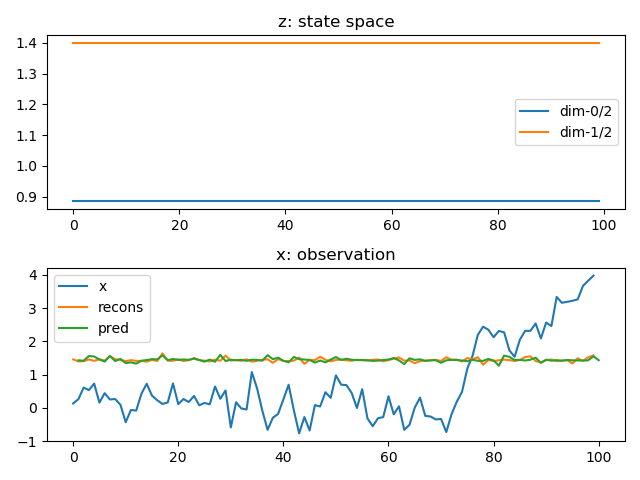 z: state space
1.4
1.3
1.2
1.1
1.0
0.9
dim-0/2
dim-1/2
0 20 40 60 80 100
x: observation
4
3
2
1
0
−1
x
recons
pred
0 20 40 60 80 100